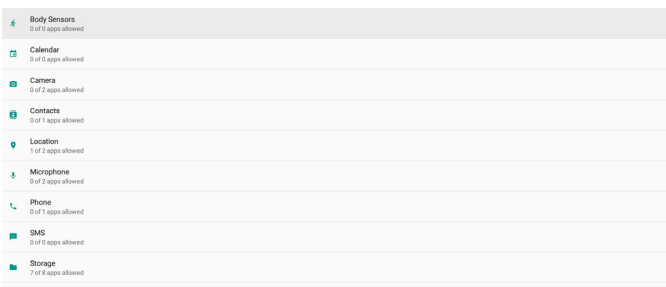 Body Sensors
0 of 0 apps allowed
Calendar
0 of 0 apps allowed
Camera
0 of 2 apps allowed
Contacts
0 of 1 apps allowed
Location
1 of 2 apps allowed
Microphone
0 of 2 apps allowed
Phone
0 of 1 apps allowed
SMS
0 of 0 apps allowed
Storage
7 of 8 apps allowed